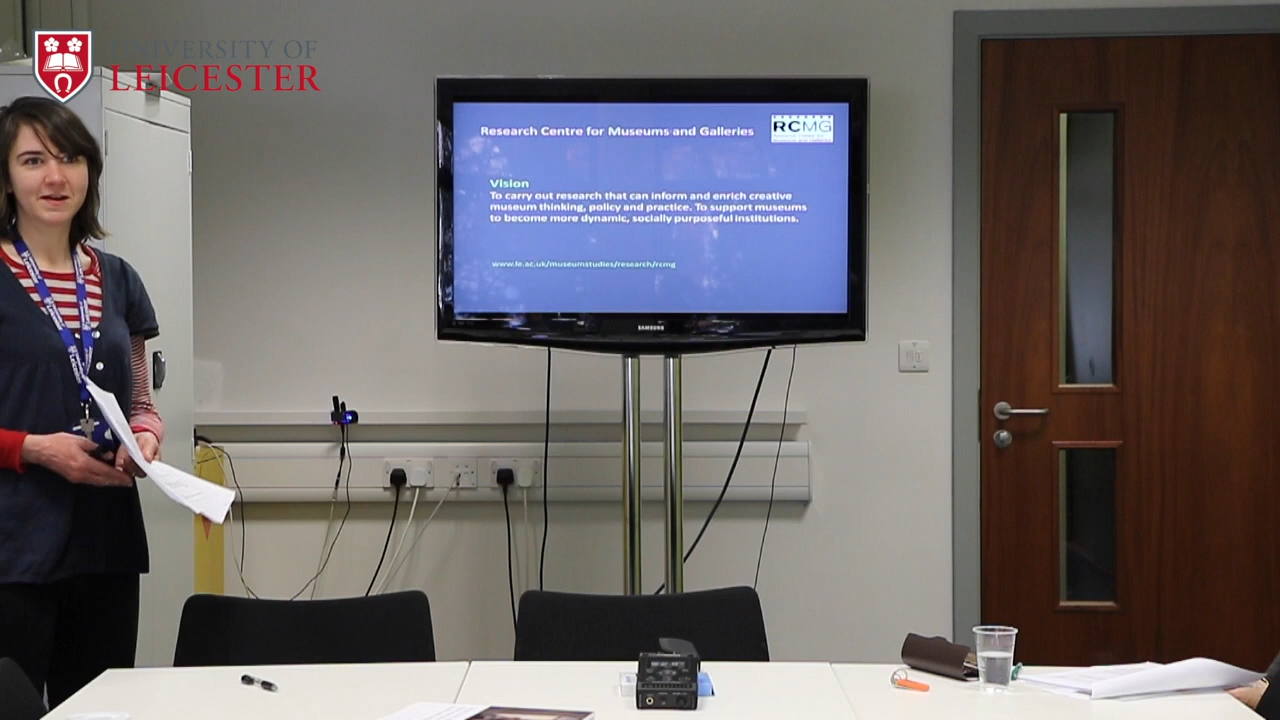 UNIVERSITY OF
LEICESTER
Research Centre for Museums and Galleries
RCMG
Vision
To carry out research that can inform and enrich creative
museum thinking, policy and practice. To support museums
to become more dynamic, socially purposeful institutions.
www.le.ac.uk/museumstudies/research/rcmg
SAMSUNG